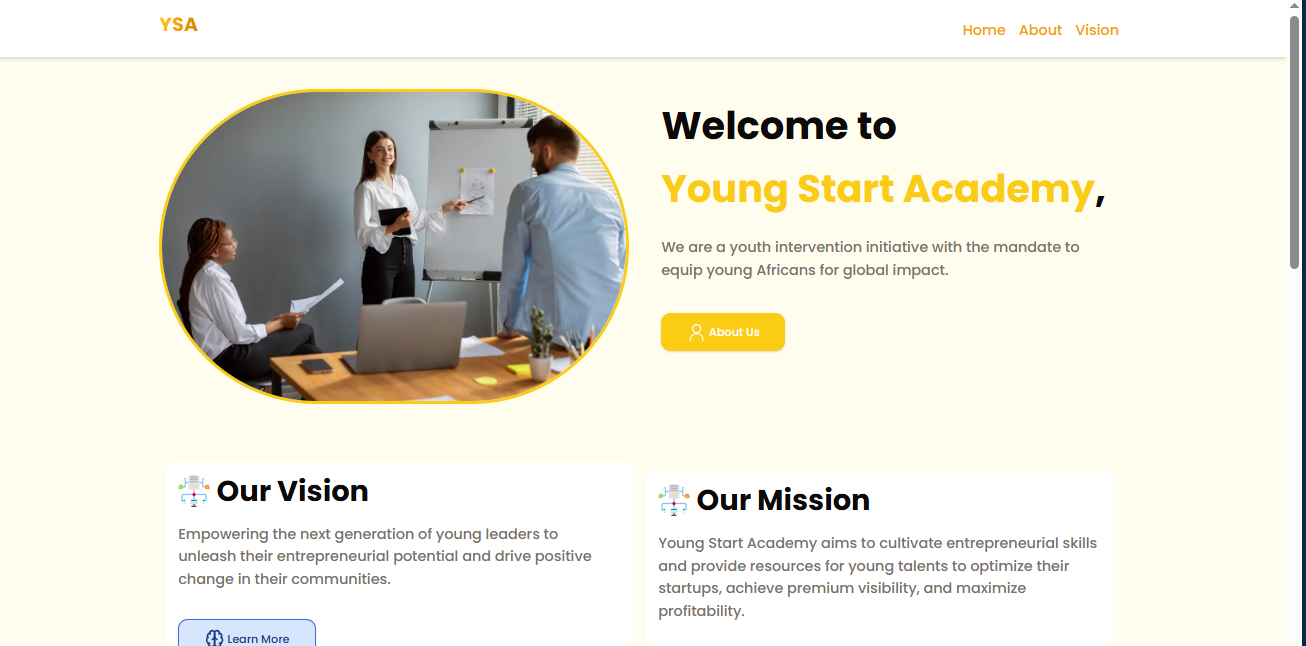 YSA
Home About Vision
Welcome to
Young Start Academy,
We are a youth intervention initiative with the mandate to
equip young Africans for global impact.
About Us
Our Vision
Empowering the next generation of young leaders to
unleash their entrepreneurial potential and drive positive
change in their communities.
Learn More
Our Mission
Young Start Academy aims to cultivate entrepreneurial skills
and provide resources for young talents to optimize their
startups, achieve premium visibility, and maximize
profitability.